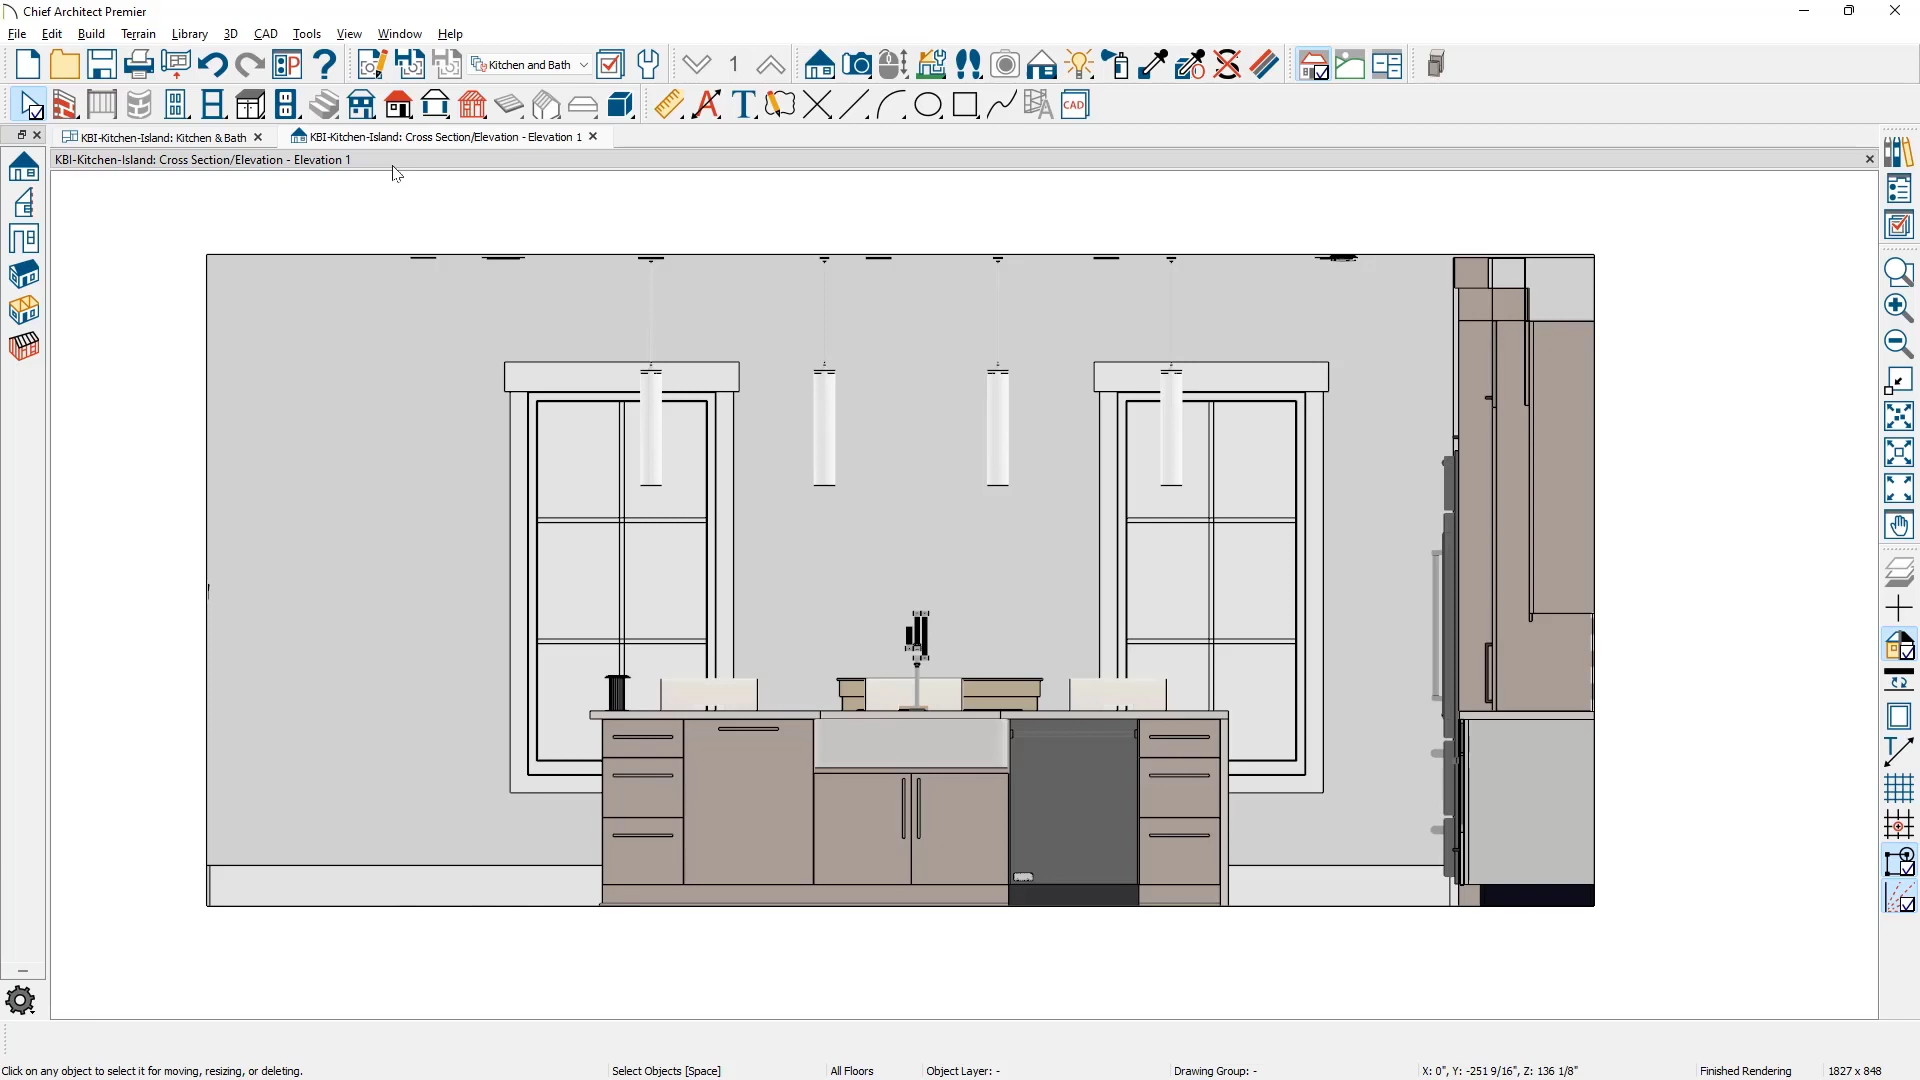 Chief Architect Premier
File Edit Build Terrain Library 3D CAD Tools View Window Help
Kitchen and Bath 1
CAD
KBI-Kitchen-Island: Kitchen & Bath KBI-Kitchen-Island: Cross Section/Elevation - Elevation 1
KBI-Kitchen-Island: Cross Section/Elevation - Elevation 1
Click on any object to select it for moving, resizing, or deleting. Select Objects [Space] All Floors Object Layer: - Drawing Group: - X: 0", Y: -251 9/16", Z: 136 1/8" Finished Rendering 1827 x 848